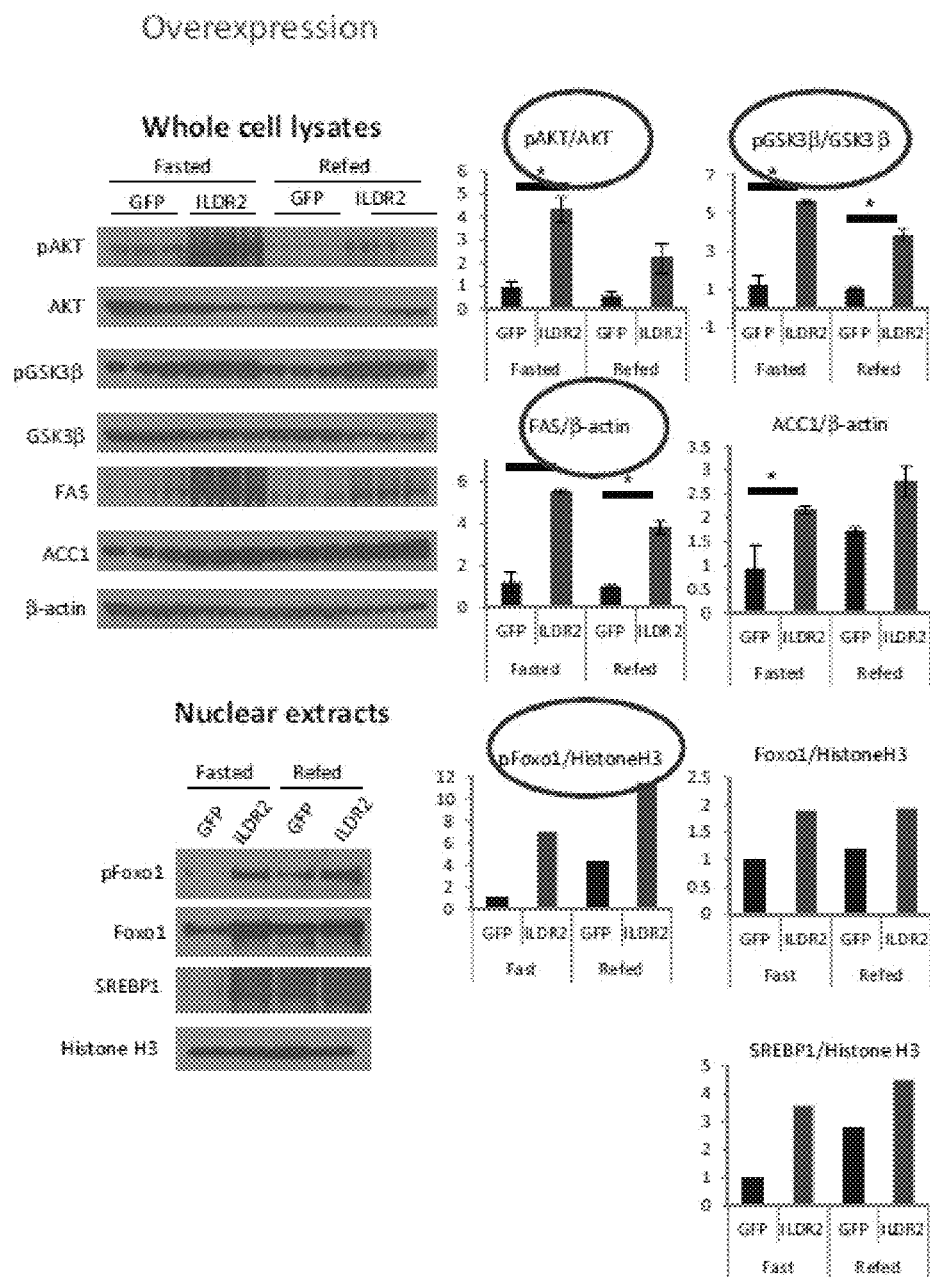 Overexpression
Whole cell lysates
Fasted Refed
GFP ILDR2 GFP ILDR2
pAKT
AKT
pGSK3β
GSK3β
FAS
ACC1
β-actin
pAKT/AKT
*
6
5
4
3
2
1
0
GFP ILDR2 GFP ILDR2
Fasted Refed
pGSK3β/GSK3 β
*
*
7
5
3
1
-1
GFP ILDR2 GFP ILDR2
Fasted Refed
FAS/β-actin
*
6
4
2
0
GFP ILDR2 GFP ILDR2
Fasted Refed
ACC1/β-actin
*
3.5
3
2.5
2
1.5
1
0.5
0
GFP ILDR2 GFP ILDR2
Fasted Refed
Nuclear extracts
Fasted Refed
GFP ILDR2 GFP ILDR2
pFoxo1
Foxo1
SREBP1
Histone H3
pFoxo1/HistoneH3
12
10
8
6
4
2
0
GFP ILDR2 GFP ILDR2
Fast Refed
Foxo1/HistoneH3
2.5
2
1.5
1
0.5
0
GFP ILDR2 GFP ILDR2
Fast Refed
SREBP1/Histone H3
5
4
3
2
1
0
GFP ILDR2 GFP ILDR2
Fast Refed